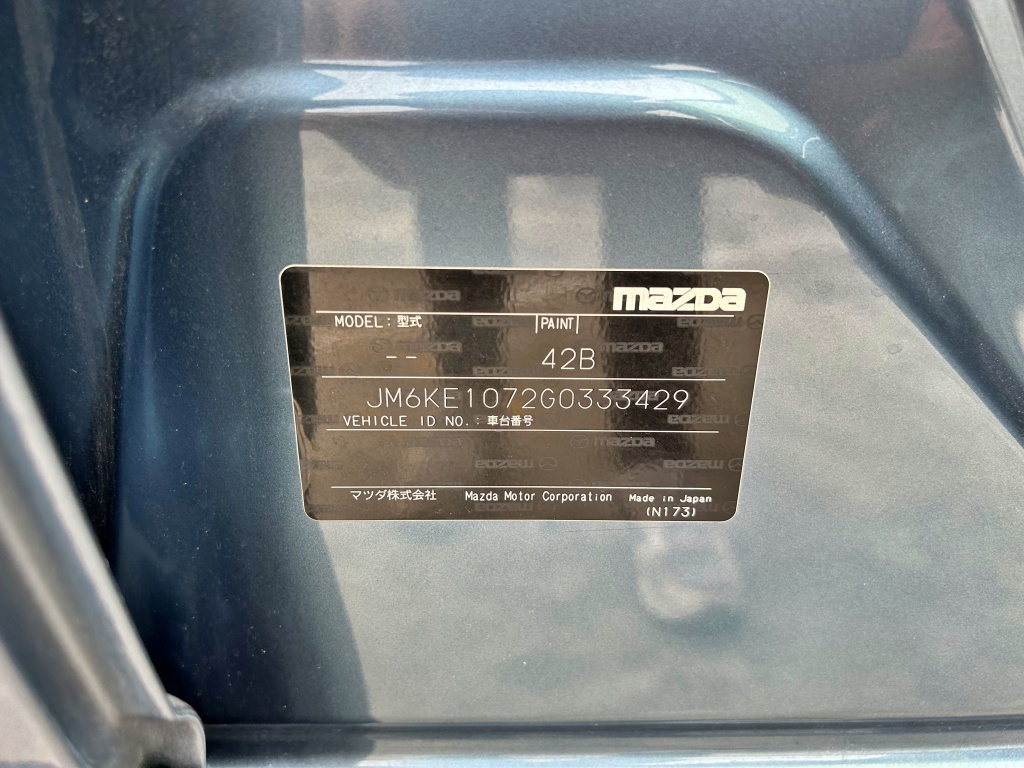 mazda
MODEL : 型式 PAINT
-- 42B
JM6KE1072G0333429
VEHICLE ID NO. : 車台番号
マツダ株式会社 Mazda Motor Corporation Made in Japan
(N173)